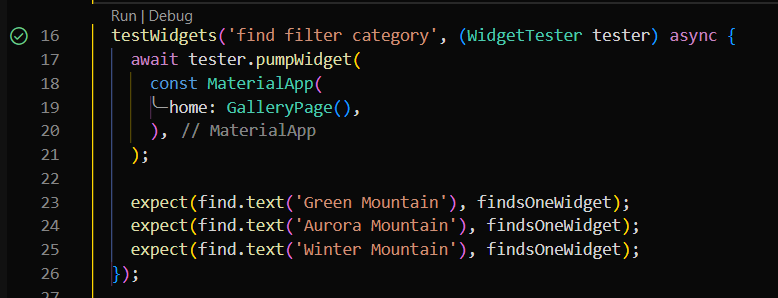 Run | Debug
16 testWidgets('find filter category', (WidgetTester tester) async {
17 await tester.pumpWidget(
18 const MaterialApp(
19 home: GalleryPage(),
20 ), // MaterialApp
21 );
22
23 expect(find.text('Green Mountain'), findsOneWidget);
24 expect(find.text('Aurora Mountain'), findsOneWidget);
25 expect(find.text('Winter Mountain'), findsOneWidget);
26 });
27